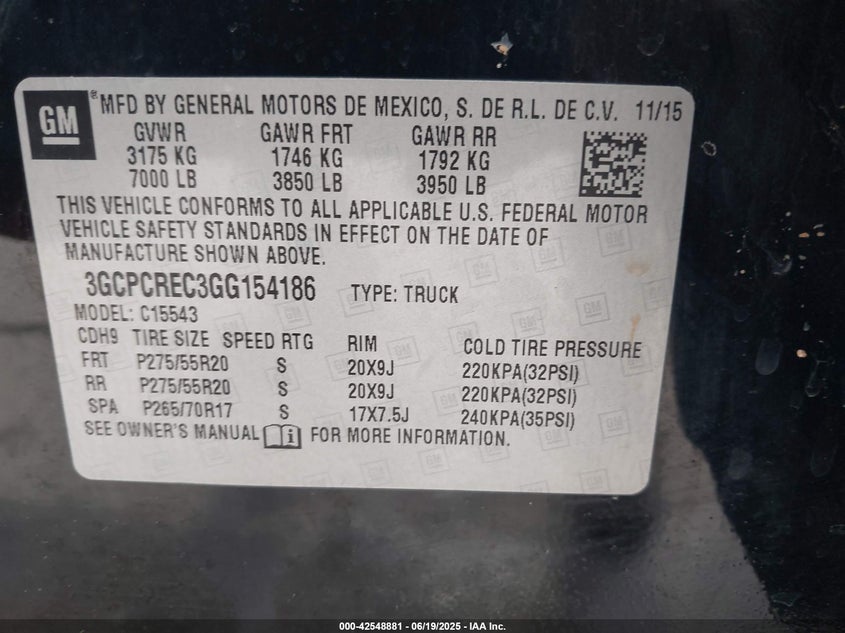 GM
®MFD BY GENERAL MOTORS DE MEXICO, S. DE R.L. DE C.V. 11/15
GVWR GAWR FRT GAWR RR
3175 KG 1746 KG 1792 KG
7000 LB 3850 LB 3950 LB
THIS VEHICLE CONFORMS TO ALL APPLICABLE U.S. FEDERAL MOTOR
VEHICLE SAFETY STANDARDS IN EFFECT ON THE DATE OF
MANUFACTURE SHOWN ABOVE.
3GCPCREC3GG154186 TYPE: TRUCK
MODEL: C15543
CDH9 TIRE SIZE SPEED RTG RIM COLD TIRE PRESSURE
FRT P275/55R20 S 20X9J 220KPA(32PSI)
RR P275/55R20 S 20X9J 220KPA(32PSI)
SPA P265/70R17 S 17X7.5J 240KPA(35PSI)
SEE OWNER'S MANUAL FOR MORE INFORMATION.
000-42548881 - 06/19/2025 - IAA Inc.